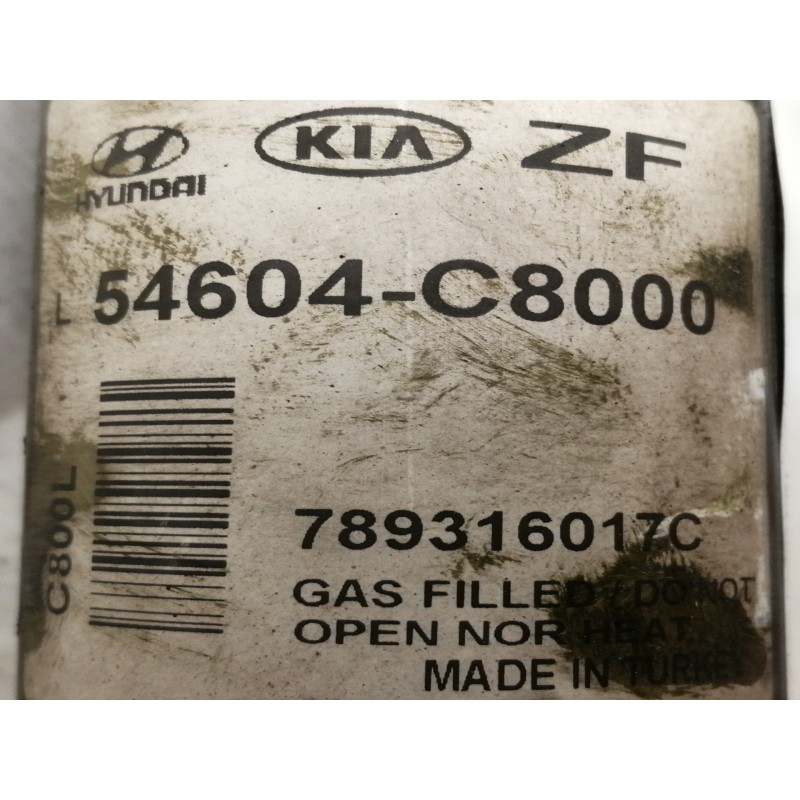 HYUNDAI KIA ZF
L 54604-C8000
C800L
789316017C
GAS FILLED / DO NOT
OPEN NOR HEAT.
MADE IN TURKEY